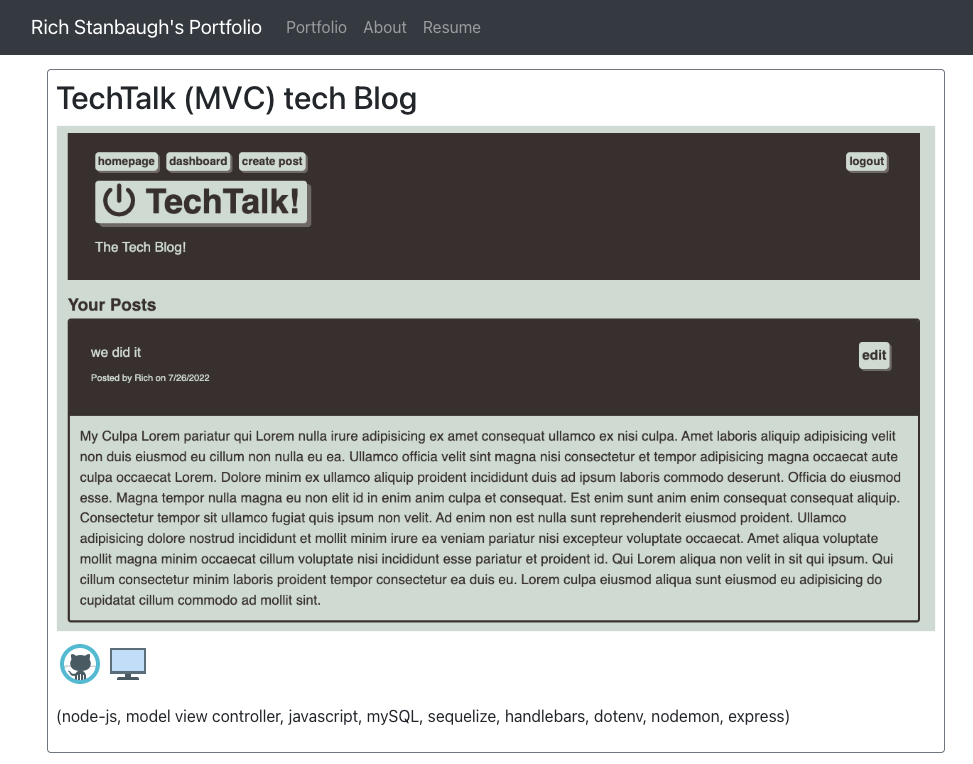 Rich Stanbaugh's Portfolio Portfolio About Resume
TechTalk (MVC) tech Blog
homepage dashboard create post logout
TechTalk!
The Tech Blog!
Your Posts
we did it
edit
Posted by Rich on 7/26/2022
My Culpa Lorem pariatur qui Lorem nulla irure adipisicing ex amet consequat ullamco ex nisi culpa. Amet laboris aliquip adipisicing velit
non duis eiusmod eu cillum non nulla eu ea. Ullamco officia velit sint magna nisi consectetur et tempor adipisicing magna occaecat aute
culpa occaecat Lorem. Dolore minim ex ullamco aliquip proident incididunt duis ad ipsum laboris commodo deserunt. Officia do eiusmod
esse. Magna tempor nulla magna eu non elit id in enim anim culpa et consequat. Est enim sunt anim enim consequat consequat aliquip.
Consectetur tempor sit ullamco fugiat quis ipsum non velit. Ad enim non est nulla sunt reprehenderit eiusmod proident. Ullamco
adipisicing dolore nostrud incididunt et mollit minim irure ea veniam pariatur nisi excepteur voluptate occaecat. Amet aliqua voluptate
mollit magna minim occaecat cillum voluptate nisi incididunt esse pariatur et proident id. Qui Lorem aliqua non velit in sit qui ipsum. Qui
cillum consectetur minim laboris proident tempor consectetur ea duis eu. Lorem culpa eiusmod aliqua sunt eiusmod eu adipisicing do
cupidatat cillum commodo ad mollit sint.
(node-js, model view controller, javascript, mySQL, sequelize, handlebars, dotenv, nodemon, express)